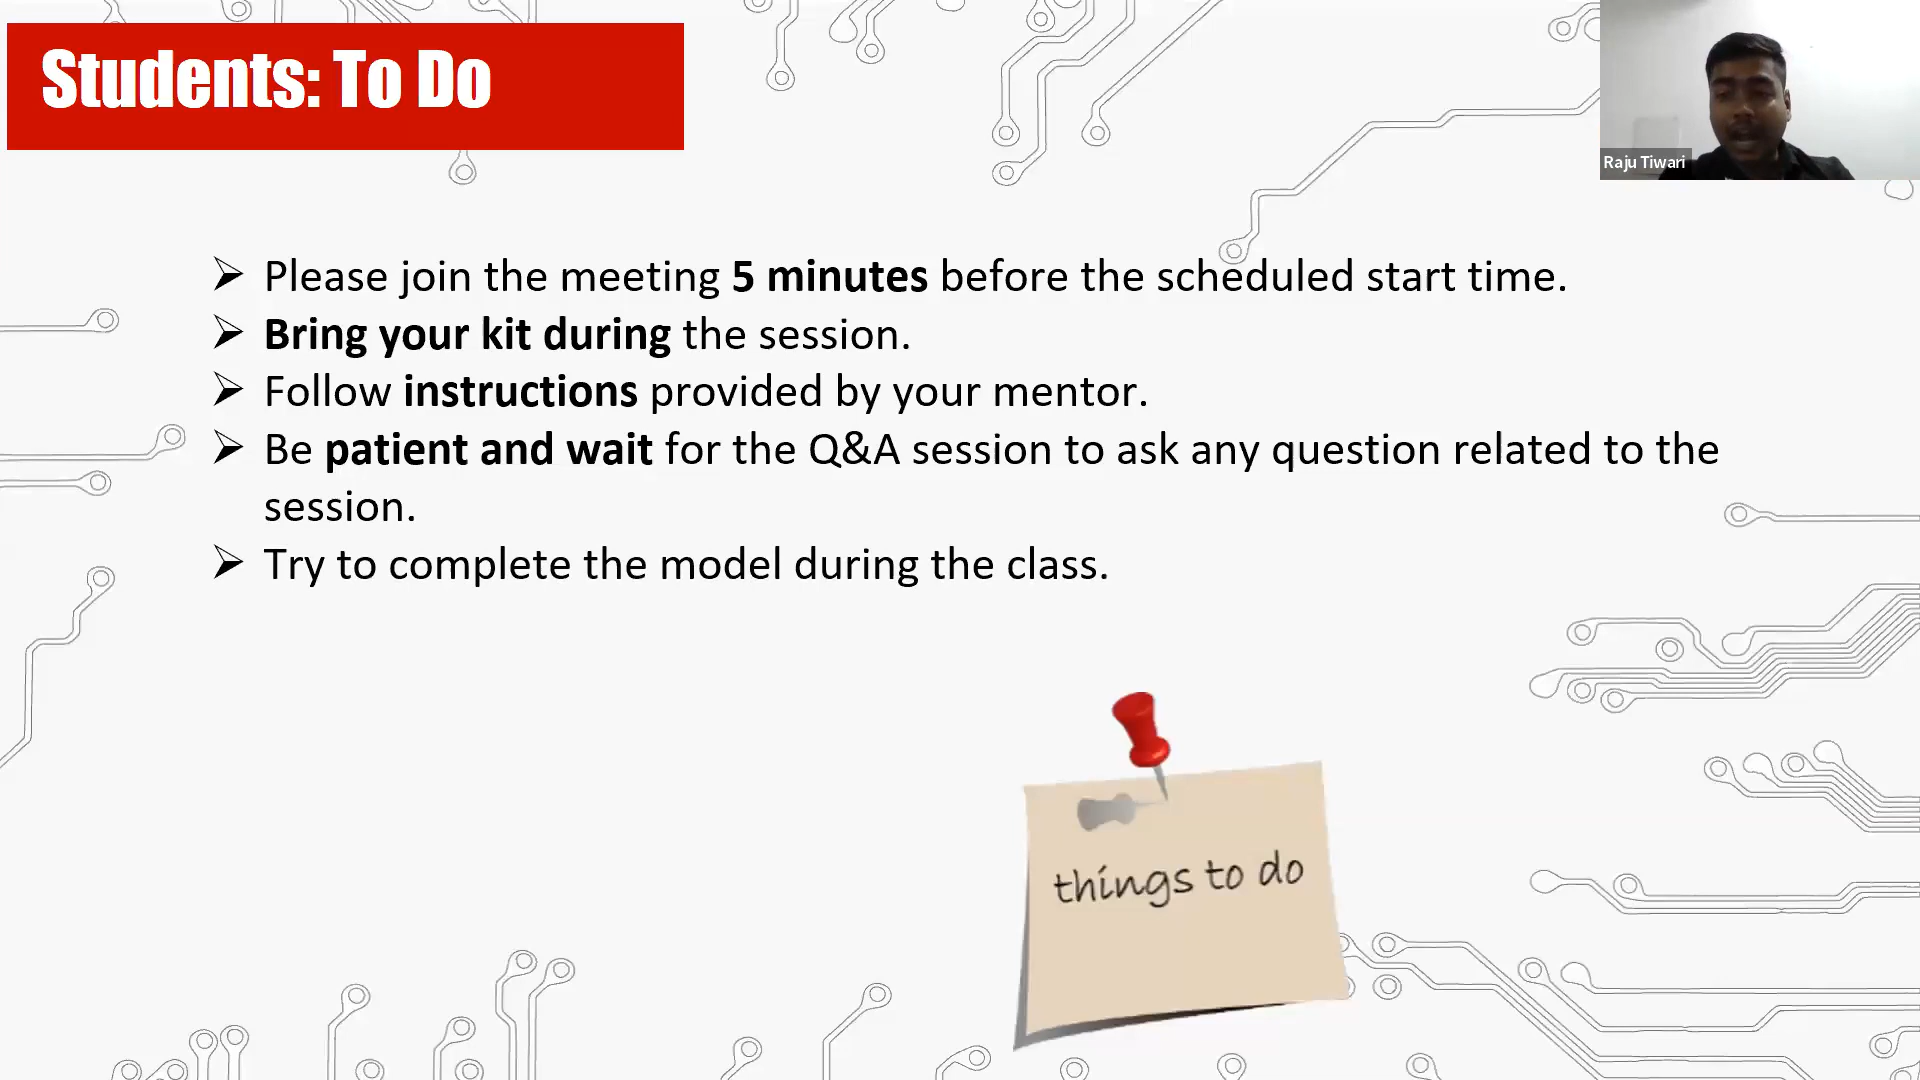 Students: To Do
Raju Tiwari
Please join the meeting 5 minutes before the scheduled start time.
Bring your kit during the session.
Follow instructions provided by your mentor.
Be patient and wait for the Q&A session to ask any question related to the
session.
Try to complete the model during the class.
things to do